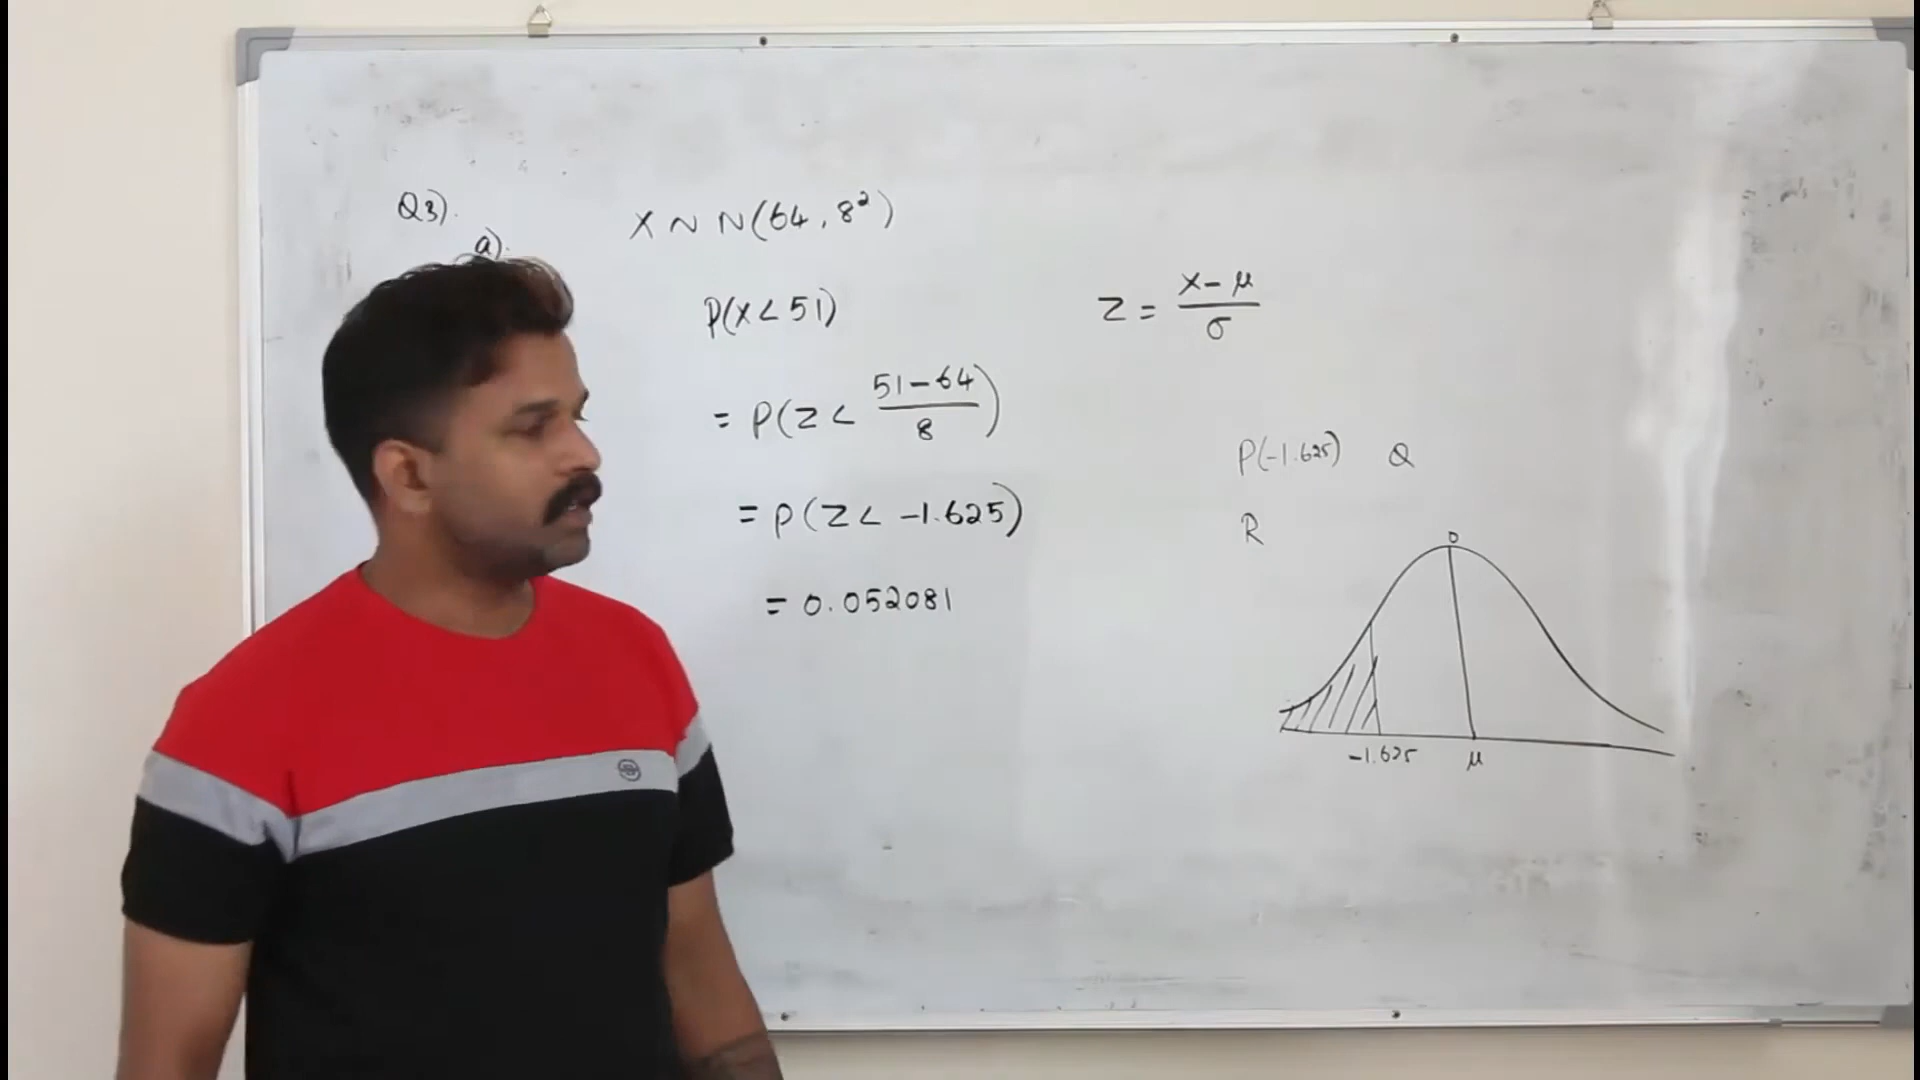 Q3).
a).
X ~ N(64, 8²)
P(X < 51)
= P(Z < (51 - 64)/8)
= P(Z < -1.625)
= 0.052081
Z = (X - μ)/σ
P(-1.625) Q
R
0
-1.625 μ